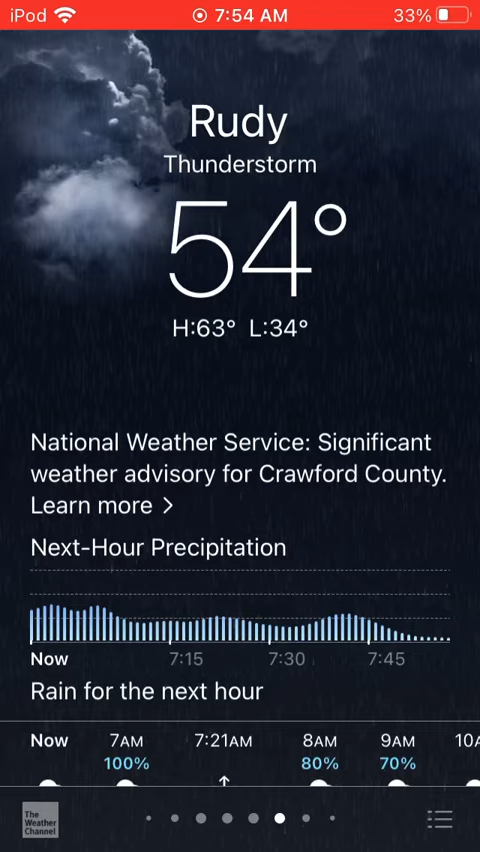 iPod 7:54 AM 33%
Rudy
Thunderstorm
54°
H:63° L:34°
National Weather Service: Significant
weather advisory for Crawford County.
Learn more >
Next-Hour Precipitation
Now 7:15 7:30 7:45
Rain for the next hour
Now 7AM 7:21AM 8AM 9AM 10A
100% 80% 70%
The
Weather
Channel